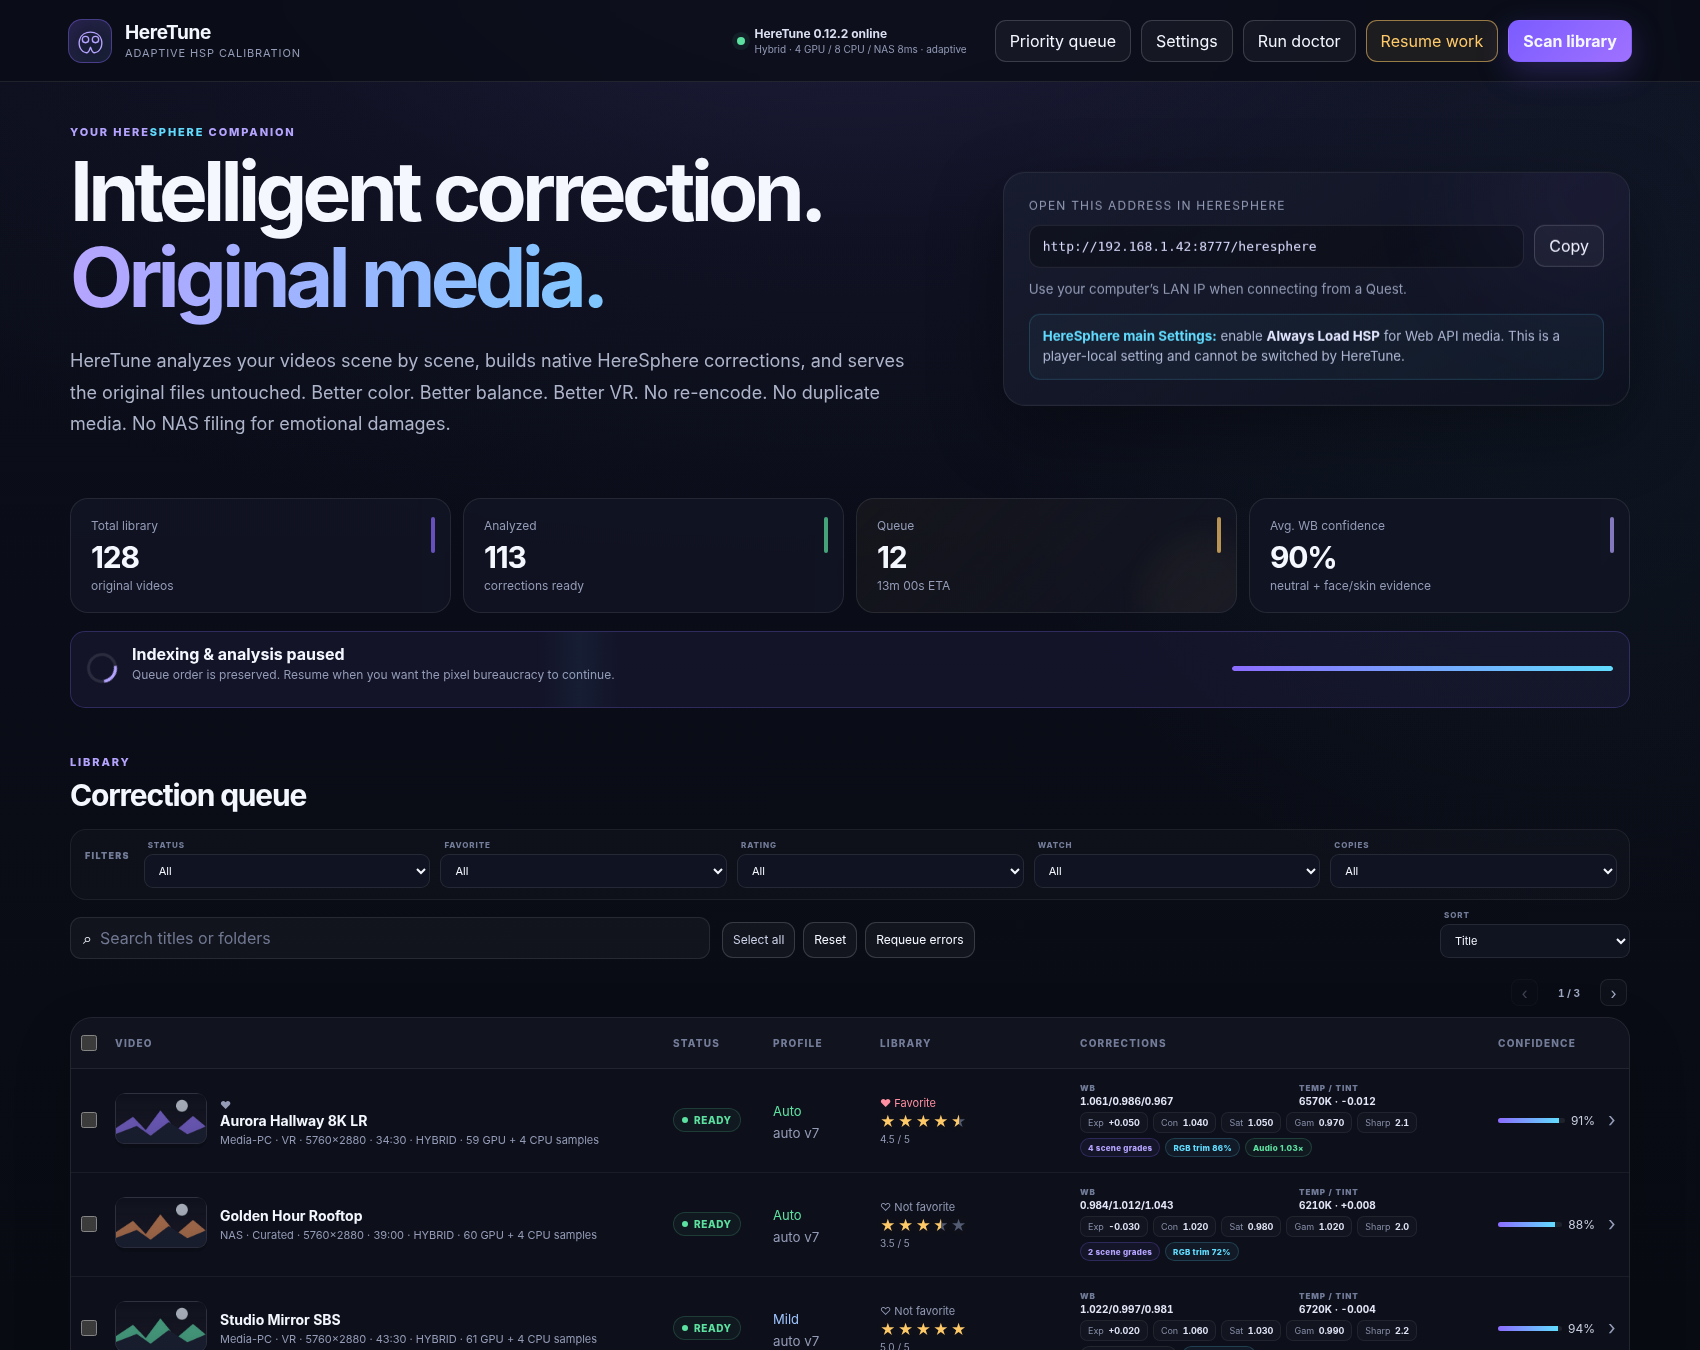 HereTune
ADAPTIVE HSP CALIBRATION
HereTune 0.12.2 online
Hybrid · 4 GPU / 8 CPU / NAS 8ms · adaptive
Priority queue
Settings
Run doctor
Resume work
Scan library
YOUR HERESPHERE COMPANION
Intelligent correction.
Original media.
HereTune analyzes your videos scene by scene, builds native HereSphere corrections, and serves
the original files untouched. Better color. Better balance. Better VR. No re-encode. No duplicate
media. No NAS filing for emotional damages.
OPEN THIS ADDRESS IN HERESPHERE
http://192.168.1.42:8777/heresphere
Copy
Use your computer's LAN IP when connecting from a Quest.
HereSphere main Settings: enable Always Load HSP for Web API media. This is a
player-local setting and cannot be switched by HereTune.
Total library
128
original videos
Analyzed
113
corrections ready
Queue
12
13m 00s ETA
Avg. WB confidence
90%
neutral + face/skin evidence
Indexing & analysis paused
Queue order is preserved. Resume when you want the pixel bureaucracy to continue.
LIBRARY
Correction queue
FILTERS
STATUS
All
FAVORITE
All
RATING
All
WATCH
All
COPIES
All
Search titles or folders
Select all
Reset
Requeue errors
SORT
Title
‹ 1 / 3 ›
VIDEO STATUS PROFILE LIBRARY CORRECTIONS CONFIDENCE
♥
Aurora Hallway 8K LR
Media-PC · VR · 5760×2880 · 34:30 · HYBRID · 59 GPU + 4 CPU samples
READY
Auto
auto v7
♥ Favorite
★★★★⯨
4.5 / 5
WB
1.061/0.986/0.967
TEMP / TINT
6570K · -0.012
Exp +0.050 Con 1.040 Sat 1.050 Gam 0.970 Sharp 2.1
4 scene grades RGB trim 86% Audio 1.03×
91% ›
Golden Hour Rooftop
NAS · Curated · 5760×2880 · 39:00 · HYBRID · 60 GPU + 4 CPU samples
READY
Auto
auto v7
♡ Not favorite
★★★⯨★
3.5 / 5
WB
0.984/1.012/1.043
TEMP / TINT
6210K · +0.008
Exp -0.030 Con 1.020 Sat 0.980 Gam 1.020 Sharp 2.0
2 scene grades RGB trim 72%
88% ›
Studio Mirror SBS
Media-PC · VR · 5760×2880 · 43:30 · HYBRID · 61 GPU + 4 CPU samples
READY
Mild
auto v7
♡ Not favorite
★★★★★
5.0 / 5
WB
1.022/0.997/0.981
TEMP / TINT
6720K · -0.004
Exp +0.020 Con 1.060 Sat 1.030 Gam 0.990 Sharp 2.2
94% ›